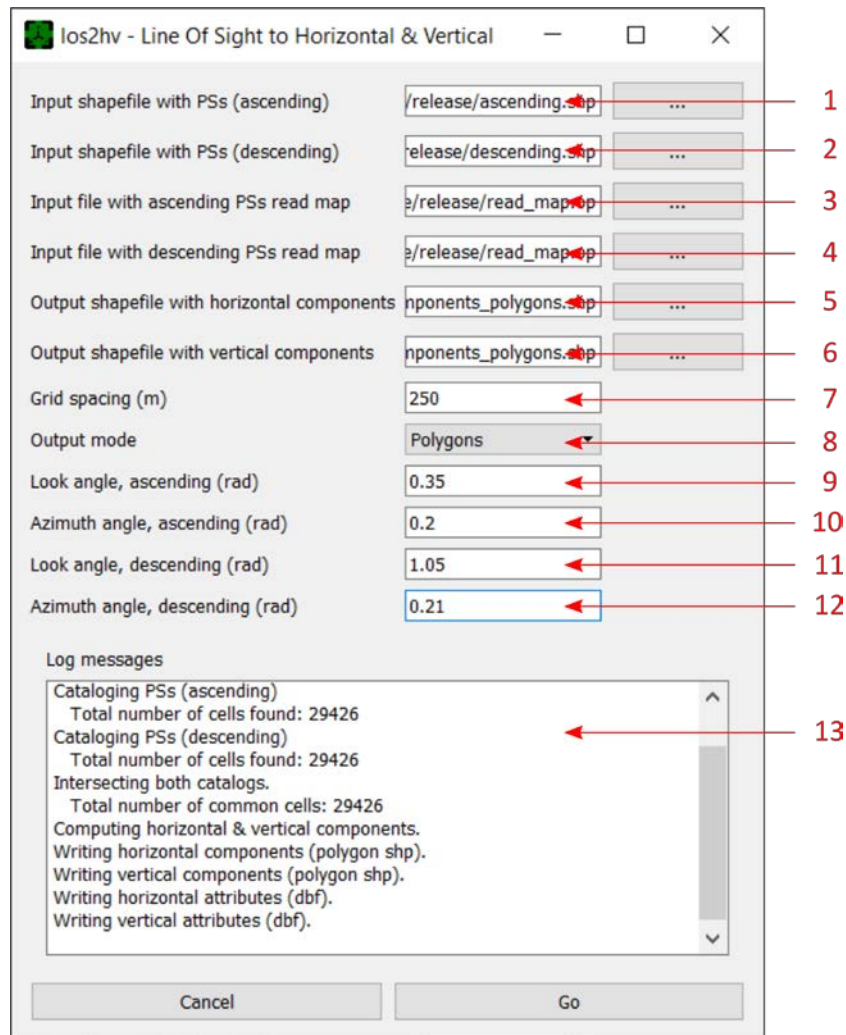 los2hv - Line Of Sight to Horizontal & Vertical
Input shapefile with PSs (ascending) /release/ascending.shp ... 1
Input shapefile with PSs (descending) release/descending.shp ... 2
Input file with ascending PSs read map e/release/read_map.op ... 3
Input file with descending PSs read map e/release/read_map.op ... 4
Output shapefile with horizontal components mponents_polygons.shp ... 5
Output shapefile with vertical components mponents_polygons.shp ... 6
Grid spacing (m) 250 7
Output mode Polygons 8
Look angle, ascending (rad) 0.35 9
Azimuth angle, ascending (rad) 0.2 10
Look angle, descending (rad) 1.05 11
Azimuth angle, descending (rad) 0.21 12
Log messages
Cataloging PSs (ascending)
Total number of cells found: 29426
Cataloging PSs (descending) 13
Total number of cells found: 29426
Intersecting both catalogs.
Total number of common cells: 29426
Computing horizontal & vertical components.
Writing horizontal components (polygon shp).
Writing vertical components (polygon shp).
Writing horizontal attributes (dbf).
Writing vertical attributes (dbf).
Cancel Go